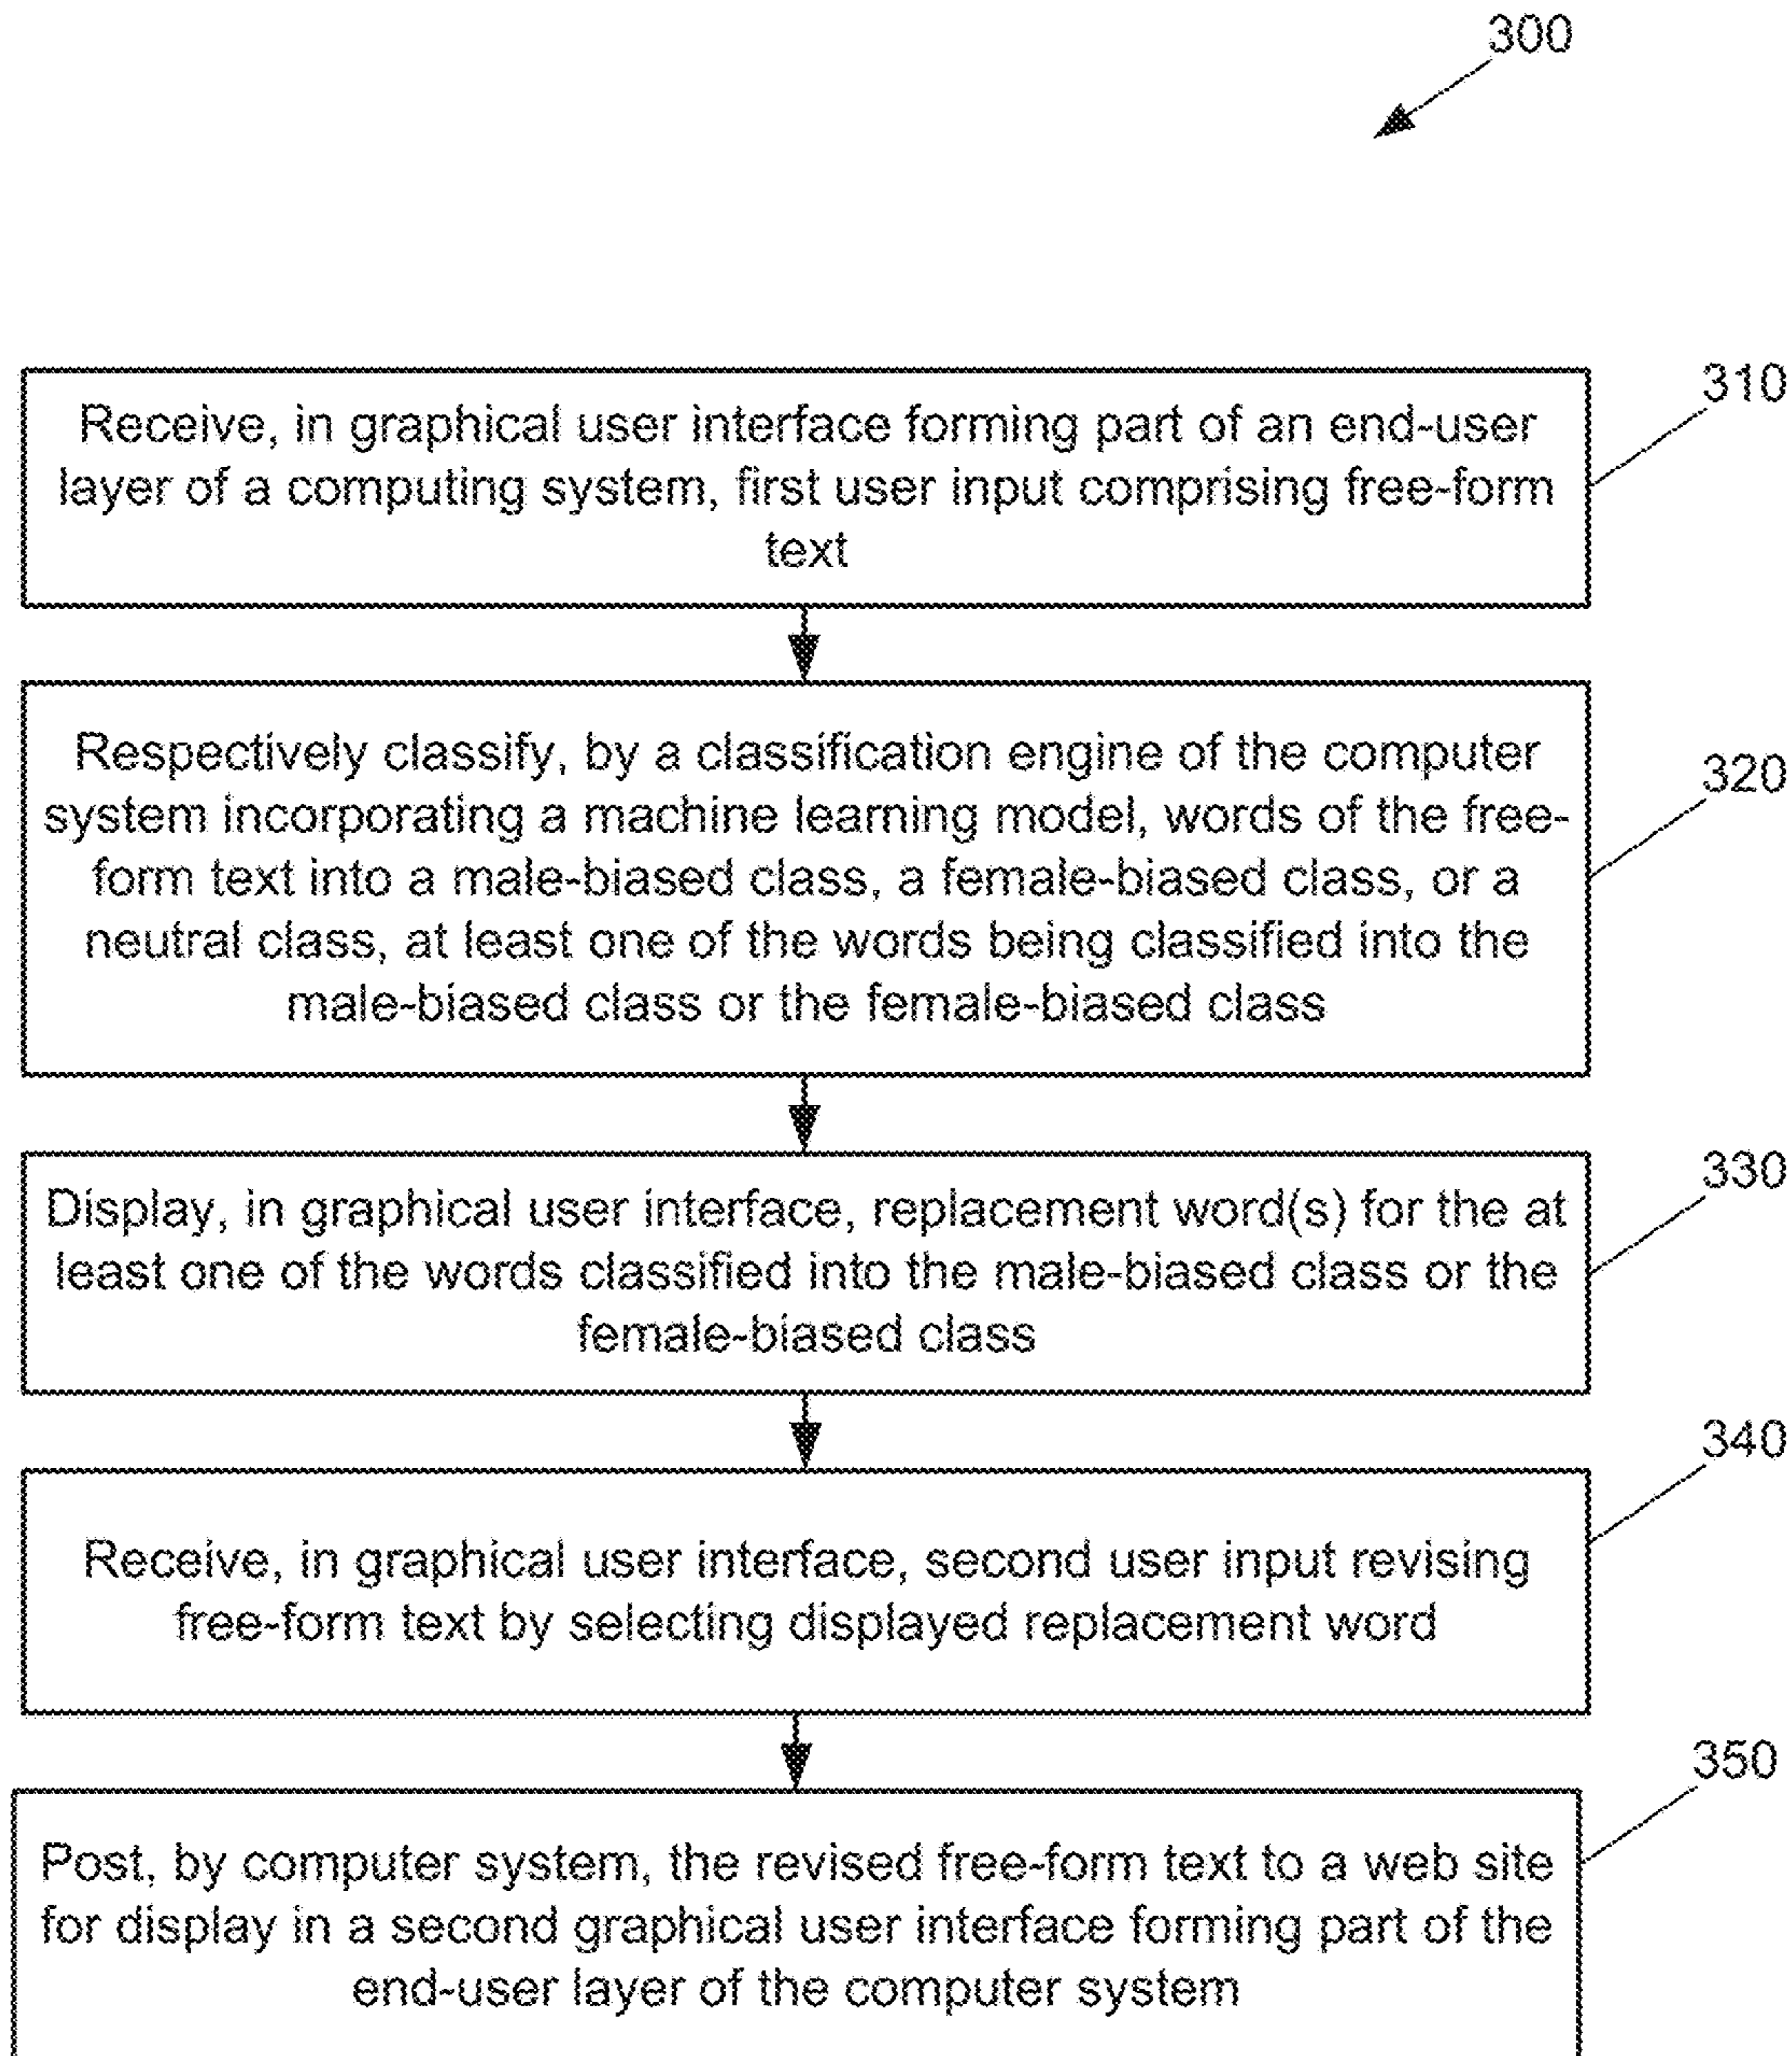 300
310
Receive, in graphical user interface forming part of an end-user
layer of a computing system, first user input comprising free-form
text
320
Respectively classify, by a classification engine of the computer
system incorporating a machine learning model, words of the free-
form text into a male-biased class, a female-biased class, or a
neutral class, at least one of the words being classified into the
male-biased class or the female-biased class
330
Display, in graphical user interface, replacement word(s) for the at
least one of the words classified into the male-biased class or the
female-biased class
340
Receive, in graphical user interface, second user input revising
free-form text by selecting displayed replacement word
350
Post, by computer system, the revised free-form text to a web site
for display in a second graphical user interface forming part of the
end-user layer of the computer system